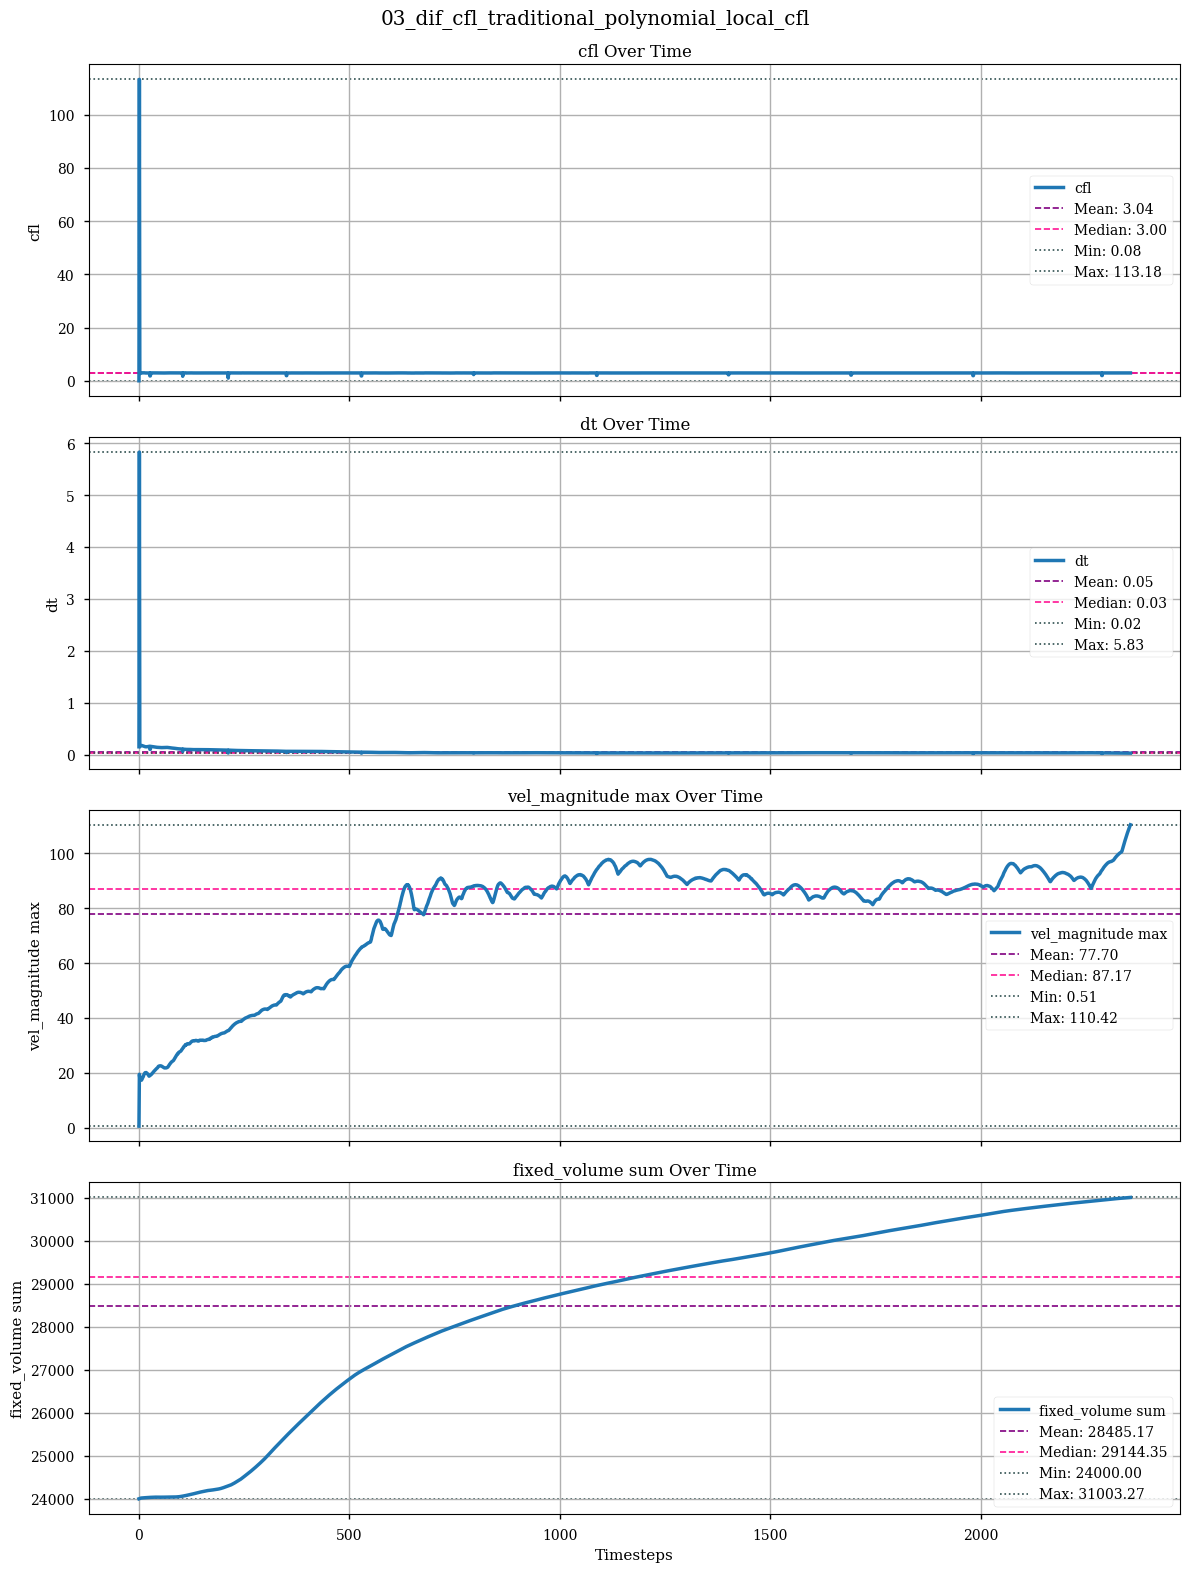 03_dif_cfl_traditional_polynomial_local_cfl
cfl Over Time
100
80
60
40
20
0
cfl
cfl
Mean: 3.04
Median: 3.00
Min: 0.08
Max: 113.18
dt Over Time
6
5
4
3
2
1
0
dt
dt
Mean: 0.05
Median: 0.03
Min: 0.02
Max: 5.83
vel_magnitude max Over Time
100
80
60
40
20
0
vel_magnitude max
vel_magnitude max
Mean: 77.70
Median: 87.17
Min: 0.51
Max: 110.42
fixed_volume sum Over Time
31000
30000
29000
28000
27000
26000
25000
24000
fixed_volume sum
fixed_volume sum
Mean: 28485.17
Median: 29144.35
Min: 24000.00
Max: 31003.27
0 500 1000 1500 2000
Timesteps